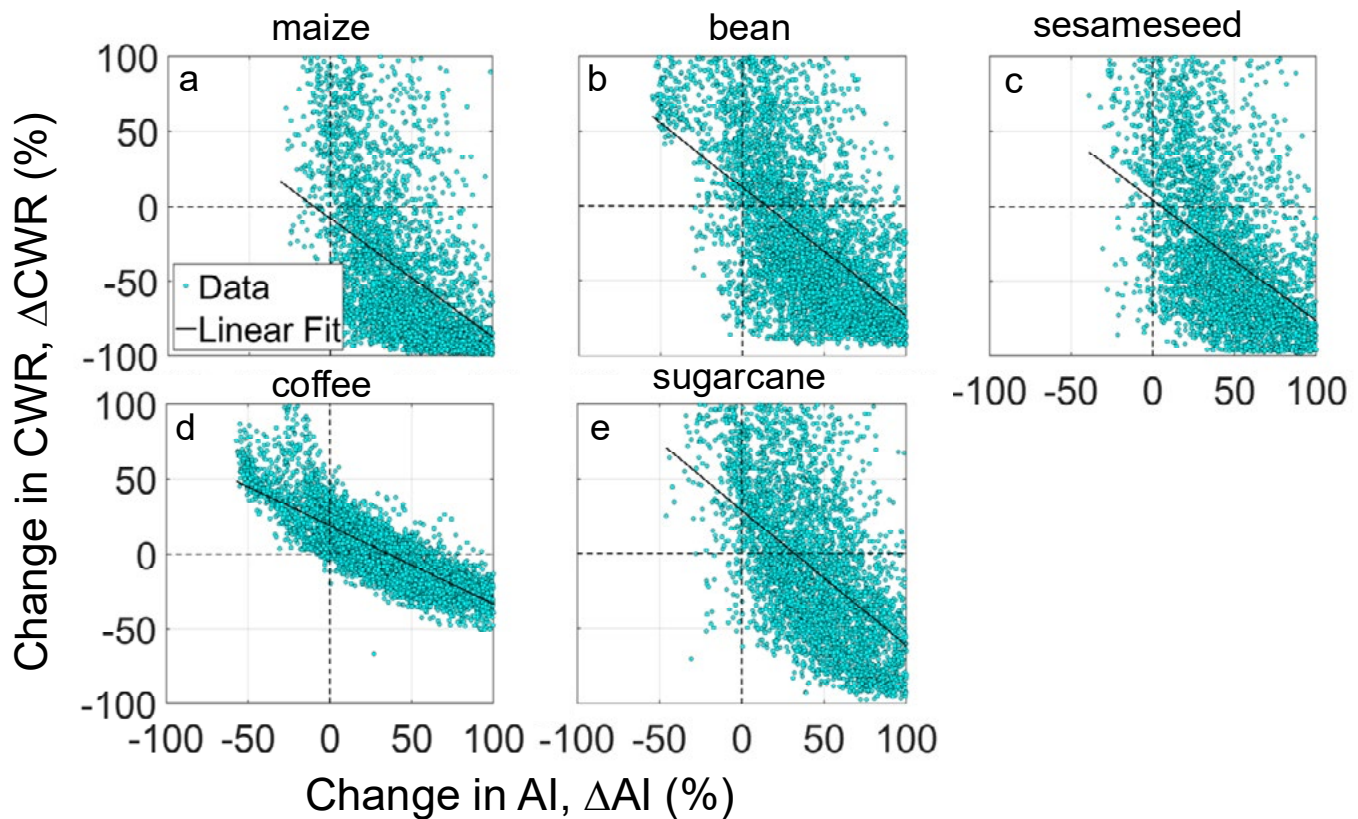 maize
bean
sesameseed
Change in CWR, ΔCWR (%)
100
50
0
-50
-100
a
Data
Linear Fit
b
c
-100 -50 0 50 100
coffee
sugarcane
100
50
0
-50
-100
d
e
-100 -50 0 50 100
-100 -50 0 50 100
Change in AI, ΔAI (%)